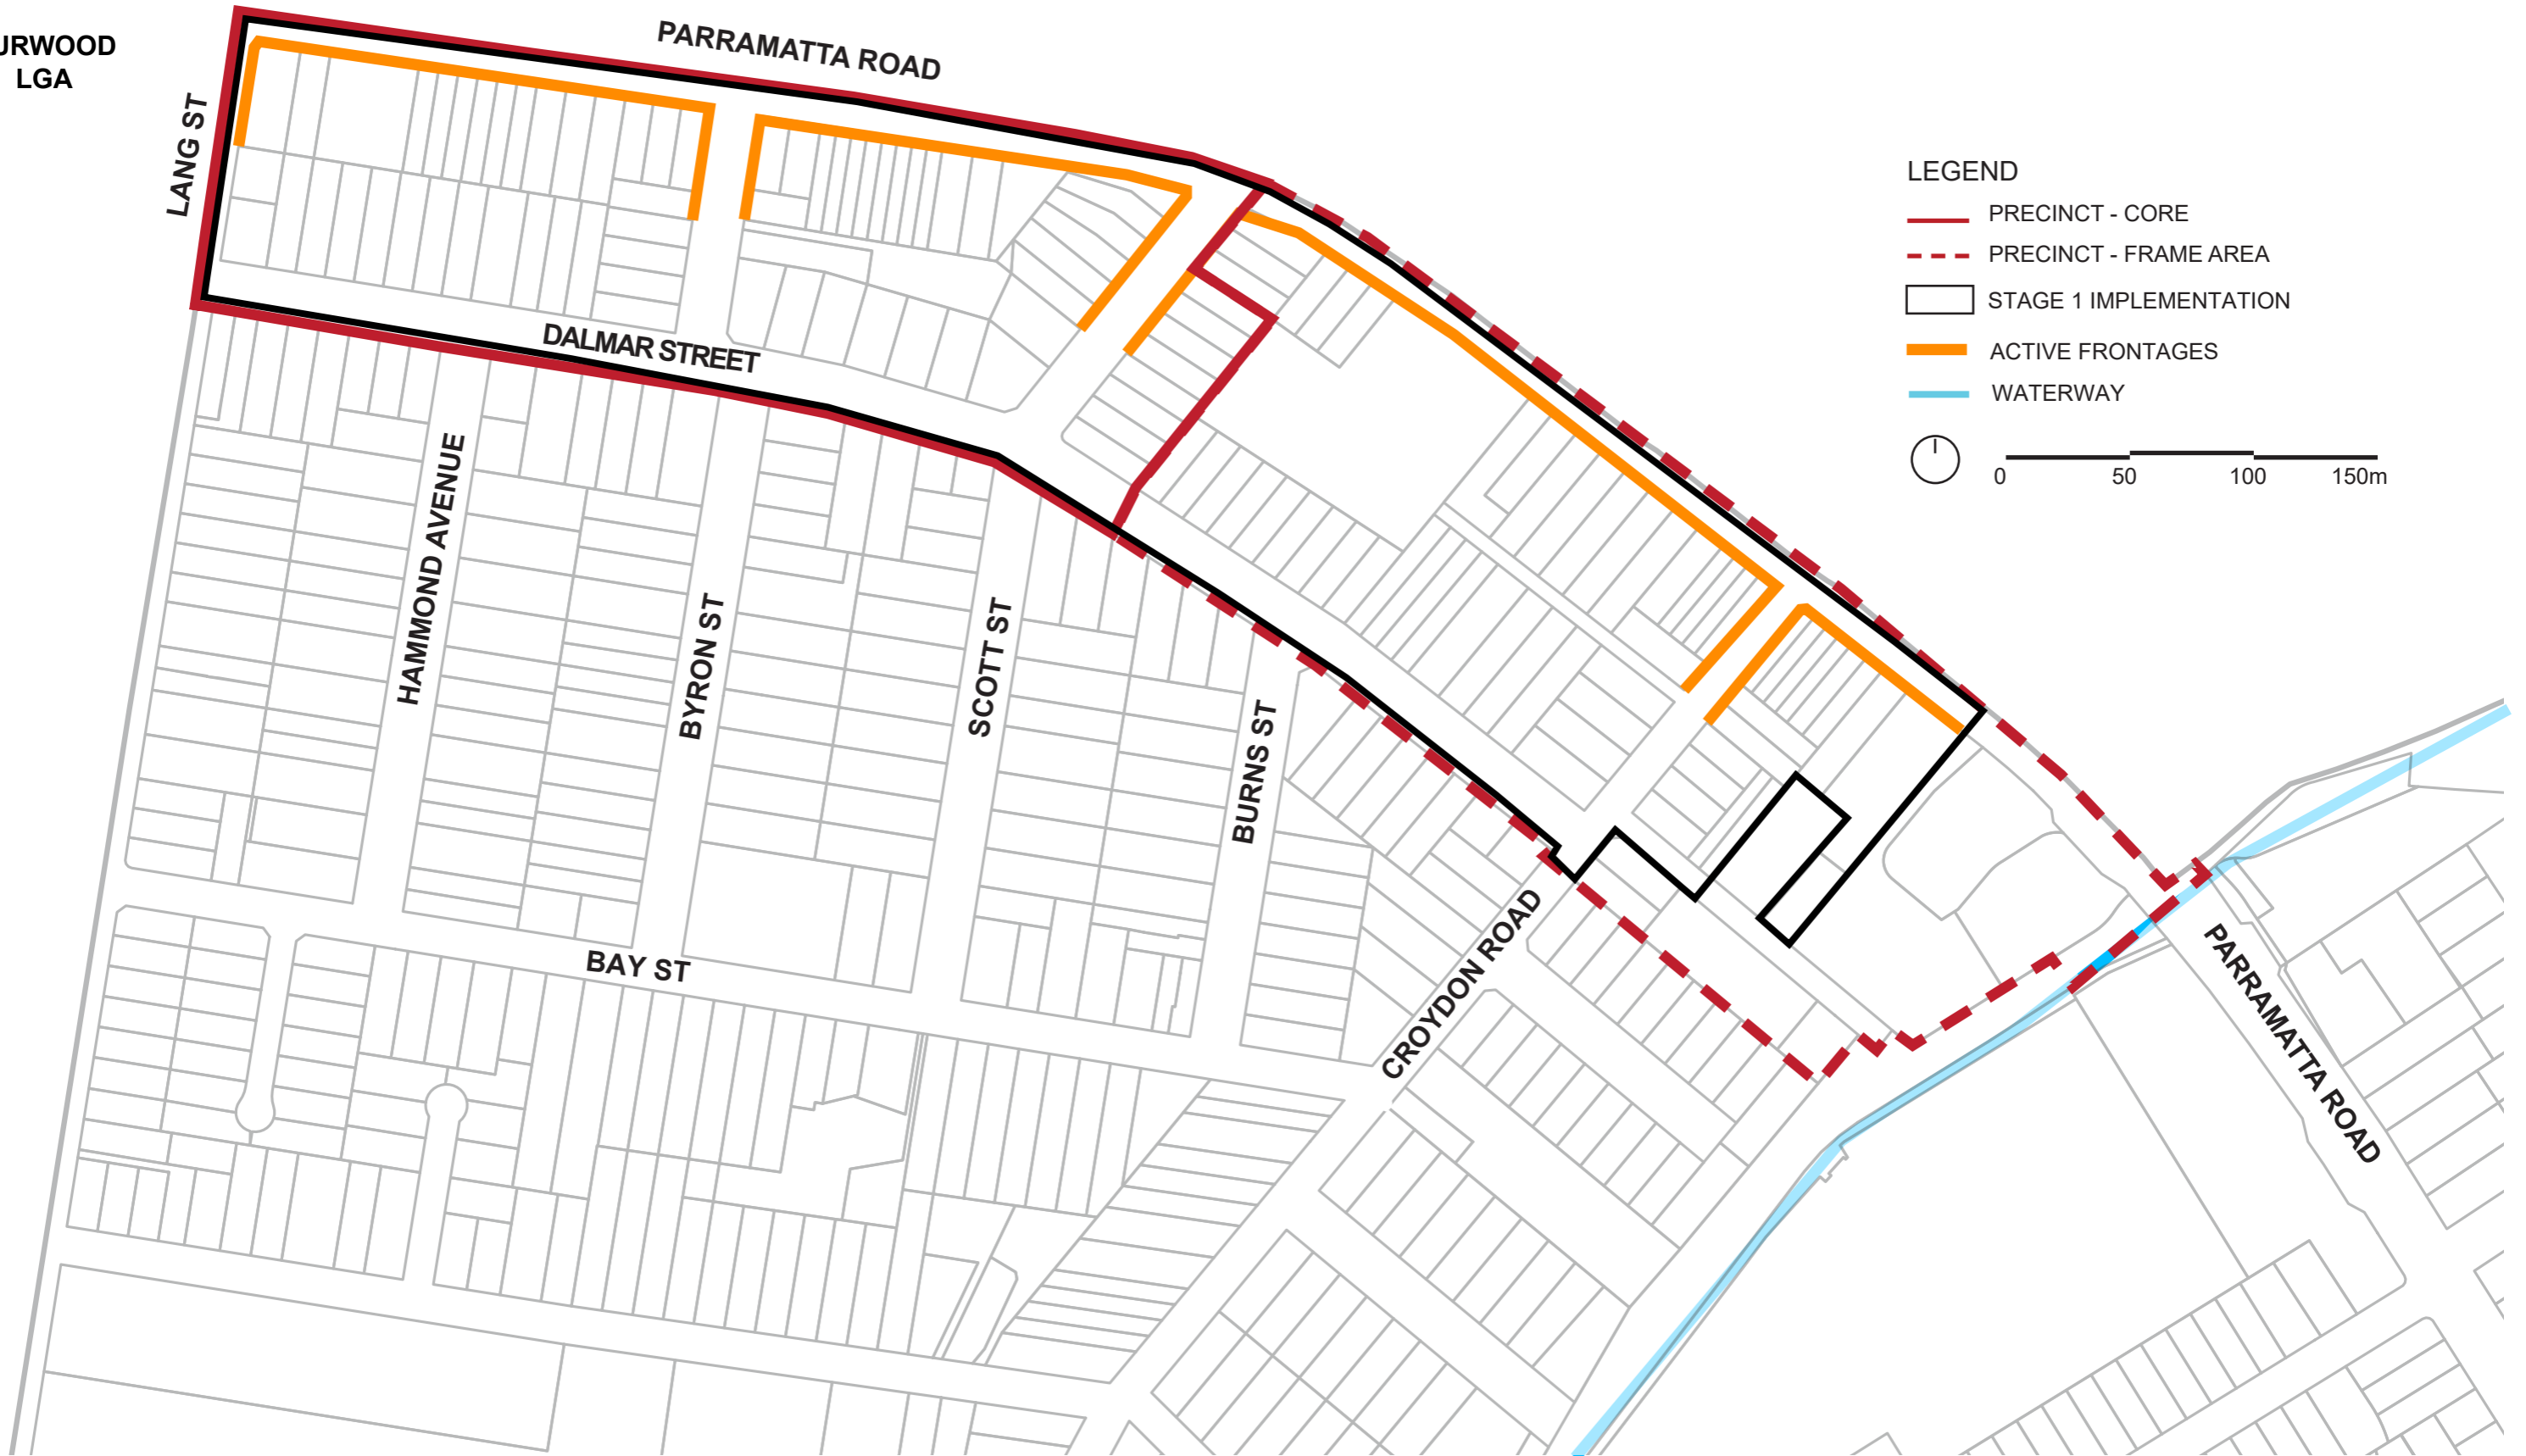 URWOOD
LGA
PARRAMATTA ROAD
LANG ST
DALMAR STREET
HAMMOND AVENUE
BYRON ST
SCOTT ST
BURNS ST
CROYDON ROAD
BAY ST
PARRAMATTA ROAD
LEGEND
PRECINCT - CORE
PRECINCT - FRAME AREA
STAGE 1 IMPLEMENTATION
ACTIVE FRONTAGES
WATERWAY
0 50 100 150m